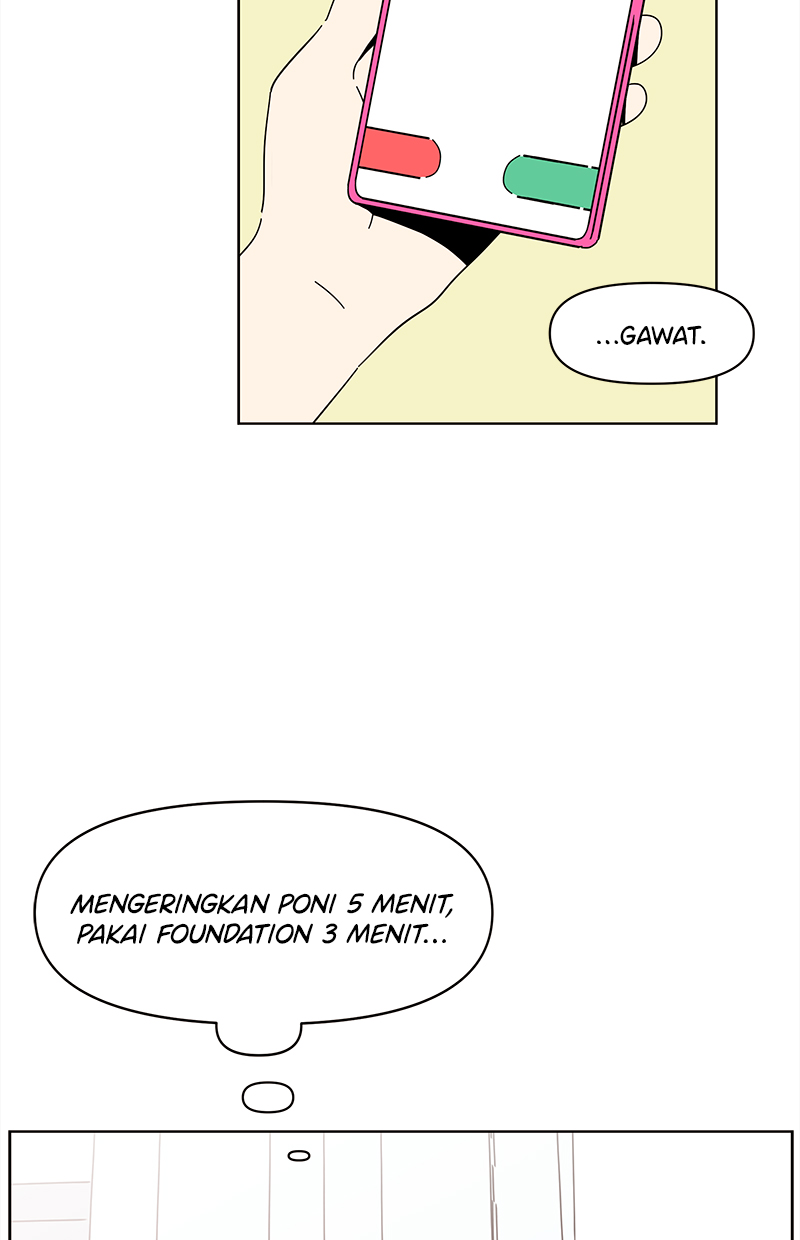 ...GAWAT.
MENGERINGKAN PONI 5 MENIT,
PAKAI FOUNDATION 3 MENIT...